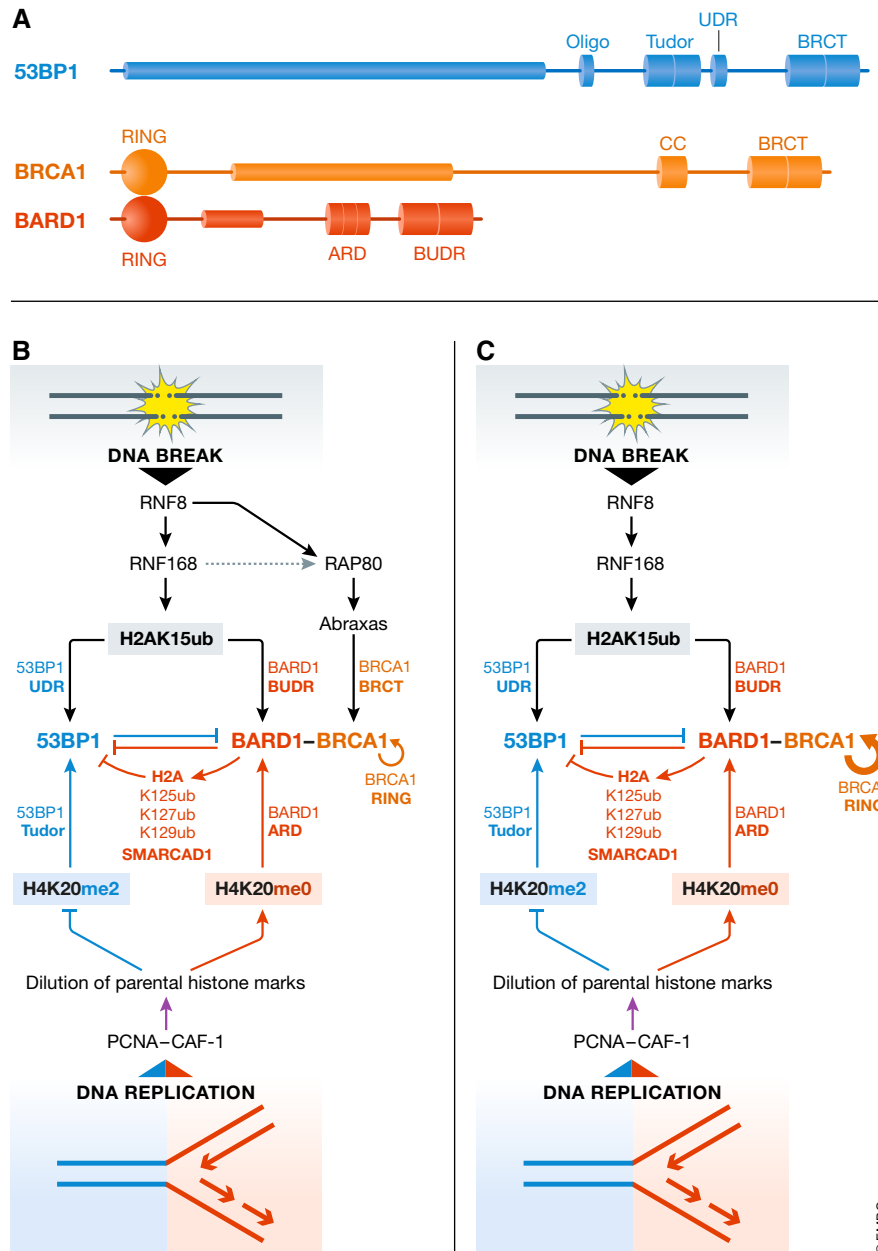 A
UDR
Oligo Tudor BRCT
53BP1
RING CC BRCT
BRCA1
BARD1
RING ARD BUDR
B
DNA BREAK
RNF8
RNF168 RAP80
Abraxas
H2AK15ub
53BP1
UDR
BARD1
BUDR
BRCA1
BRCT
53BP1 BARD1–BRCA1
BRCA1
RING
H2A
K125ub
K127ub
K129ub
SMARCAD1
53BP1
Tudor
BARD1
ARD
H4K20me2 H4K20me0
Dilution of parental histone marks
PCNA–CAF-1
DNA REPLICATION
C
DNA BREAK
RNF8
RNF168
H2AK15ub
53BP1
UDR
BARD1
BUDR
53BP1 BARD1–BRCA1
BRCA
RING
H2A
K125ub
K127ub
K129ub
SMARCAD1
53BP1
Tudor
BARD1
ARD
H4K20me2 H4K20me0
Dilution of parental histone marks
PCNA–CAF-1
DNA REPLICATION